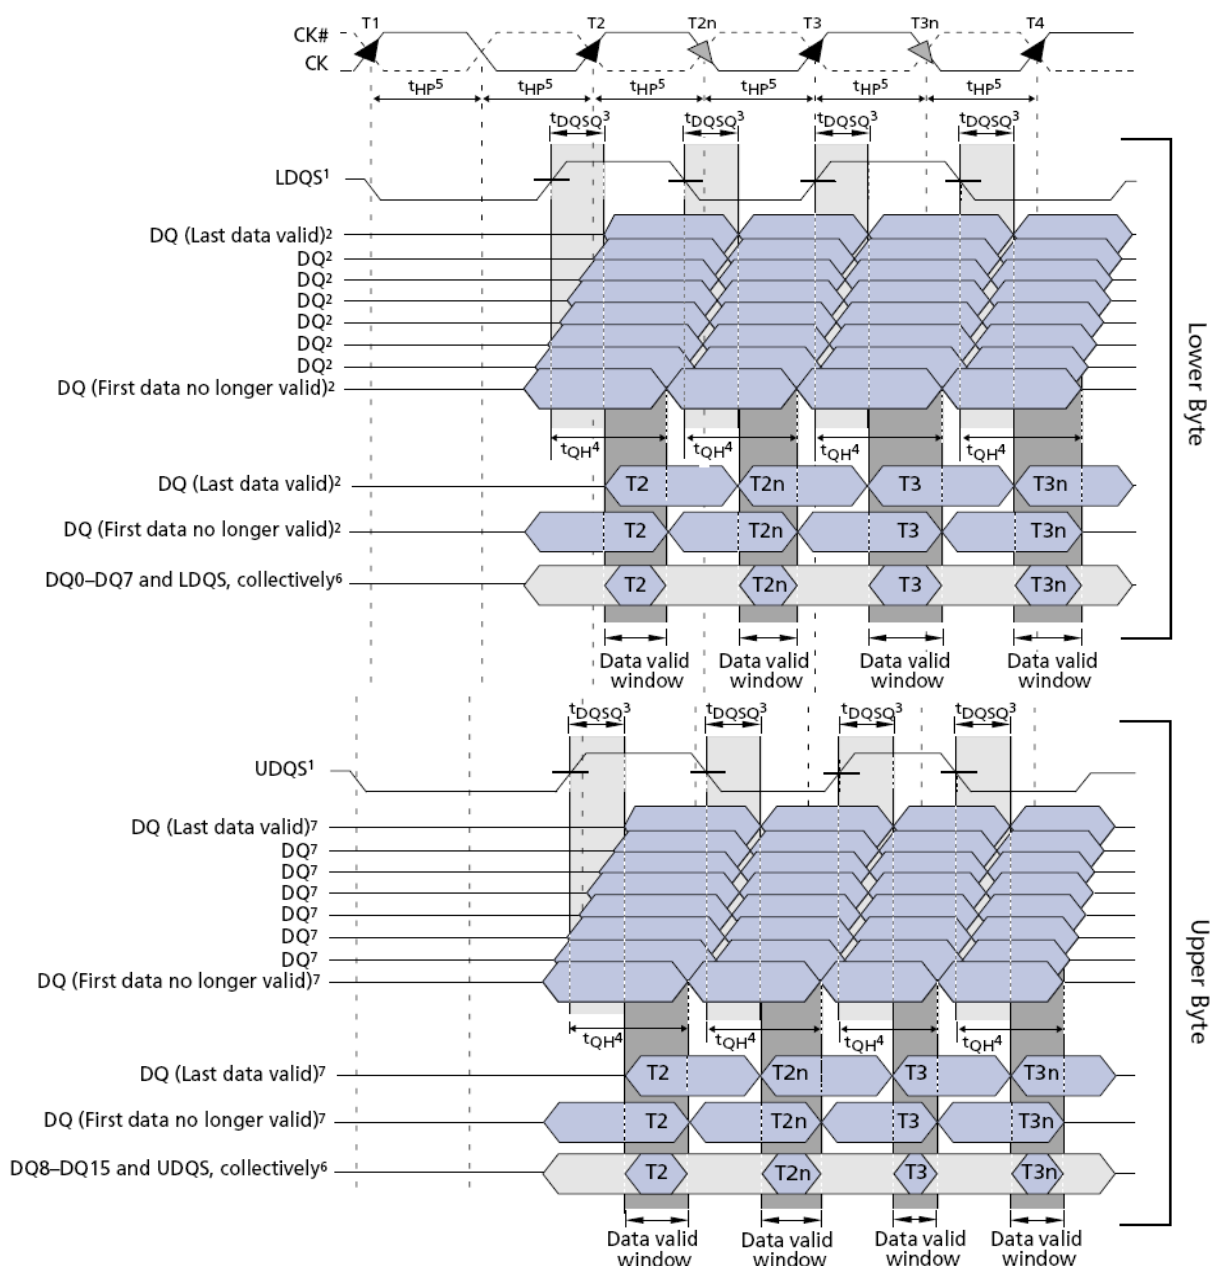 T1 T2 T2n T3 T3n T4
CK#
CK
tHP5 tHP5 tHP5 tHP5 tHP5 tHP5
tDQSQ3 tDQSQ3 tDQSQ3 tDQSQ3
LDQS1
DQ (Last data valid)2
DQ2
DQ2
DQ2
DQ2
DQ2
DQ2
DQ (First data no longer valid)2
Lower Byte
tQH4 tQH4 tQH4 tQH4
DQ (Last data valid)2 T2 T2n T3 T3n
DQ (First data no longer valid)2 T2 T2n T3 T3n
DQ0–DQ7 and LDQS, collectively6 T2 T2n T3 T3n
Data valid Data valid Data valid Data valid
window window window window
tDQSQ3 tDQSQ3 tDQSQ3 tDQSQ3
UDQS1
DQ (Last data valid)7
DQ7
DQ7
DQ7
DQ7
DQ7
DQ7
DQ (First data no longer valid)7
Upper Byte
tQH4 tQH4 tQH4 tQH4
DQ (Last data valid)7 T2 T2n T3 T3n
DQ (First data no longer valid)7 T2 T2n T3 T3n
DQ8–DQ15 and UDQS, collectively6 T2 T2n T3 T3n
Data valid Data valid Data valid Data valid
window window window window